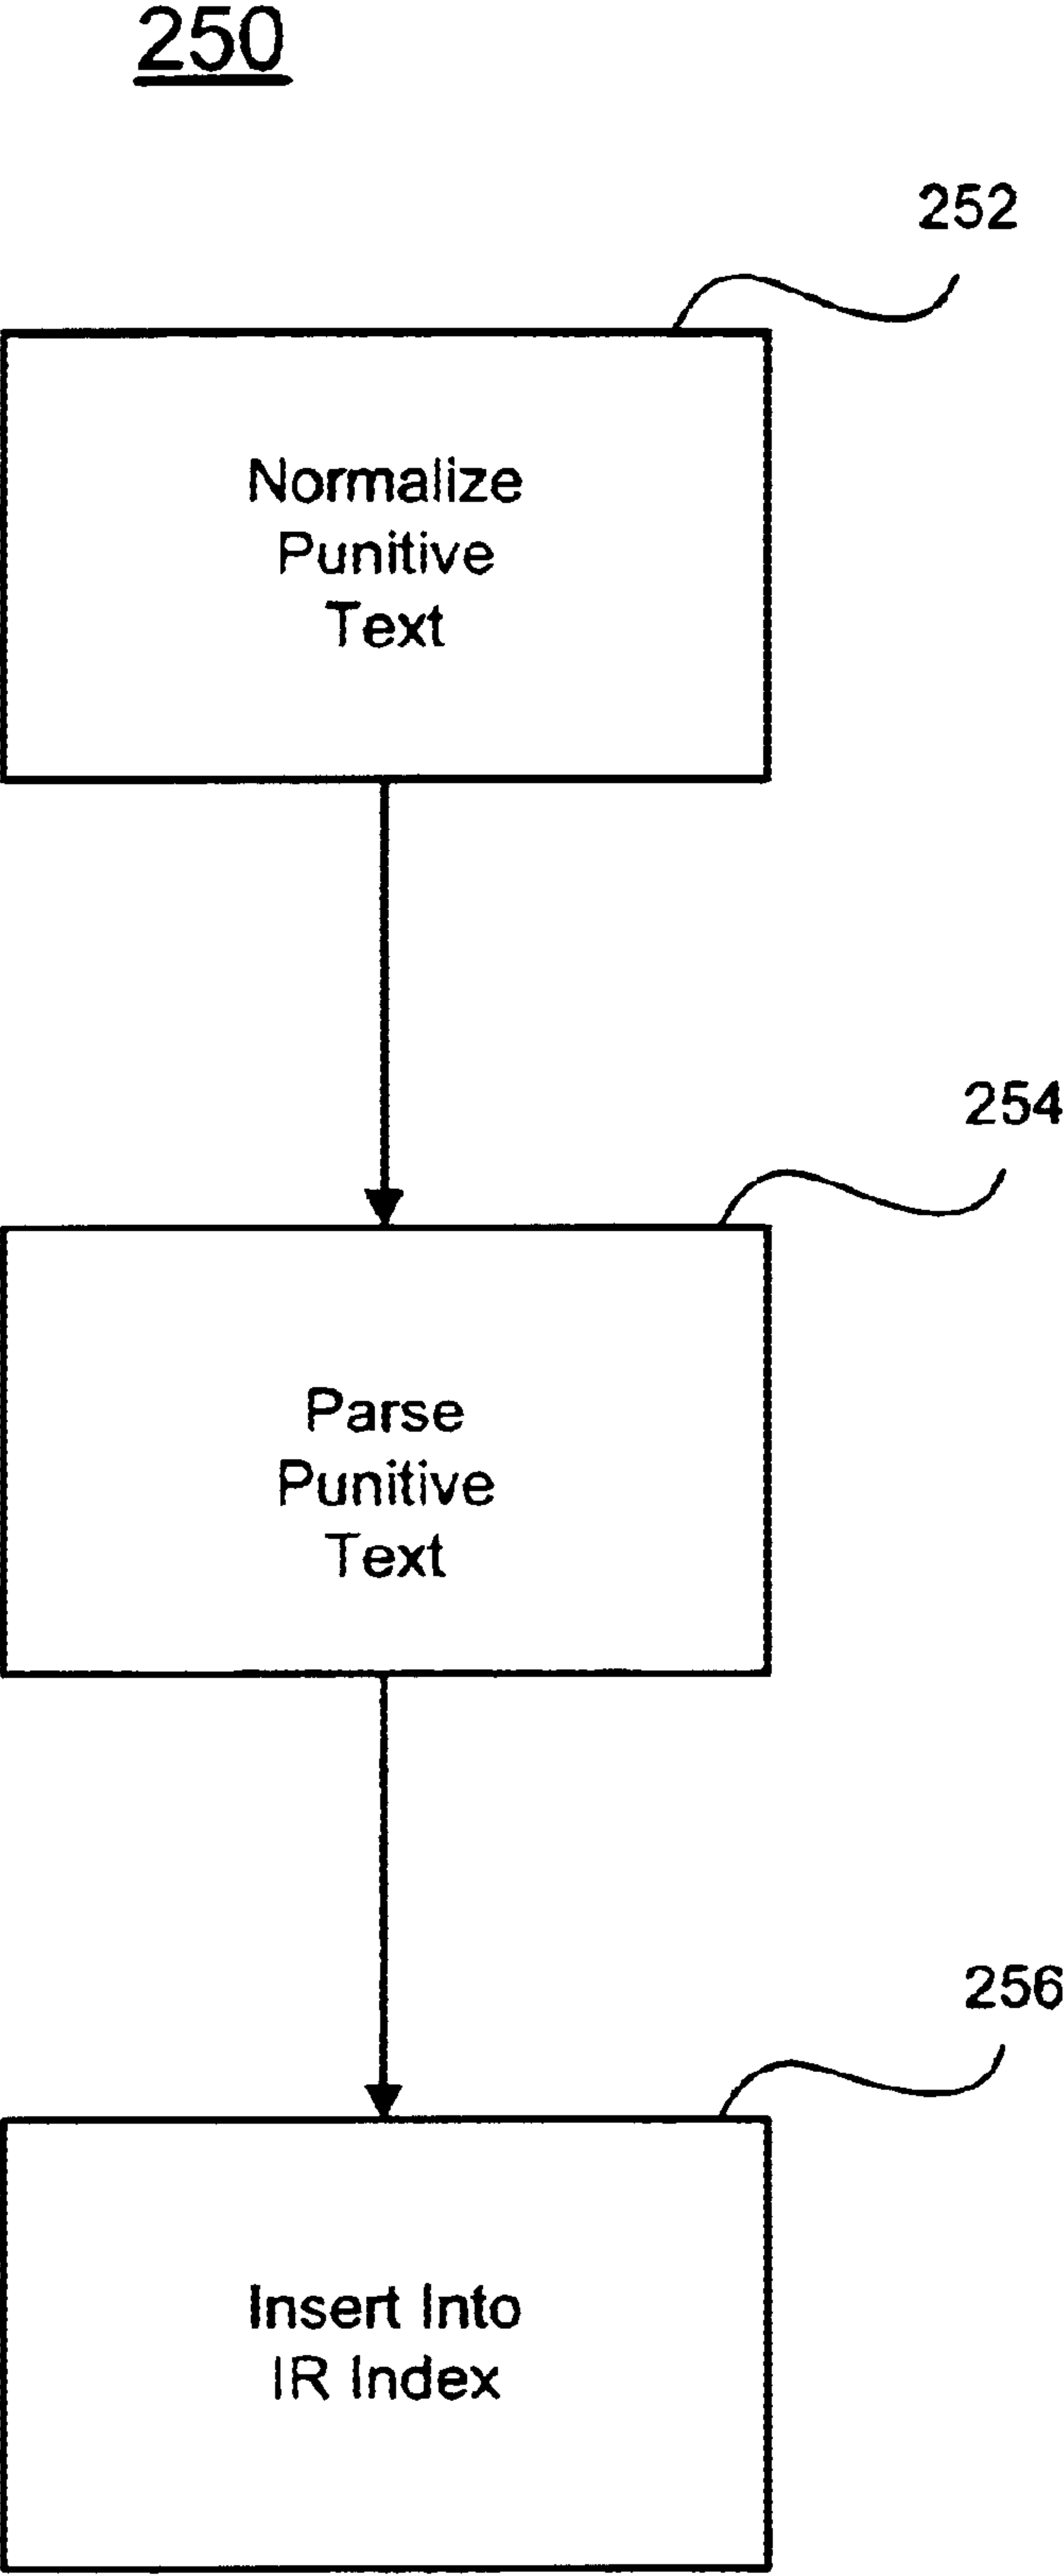 250
252
Normalize
Punitive
Text
254
Parse
Punitive
Text
256
Insert Into
IR Index